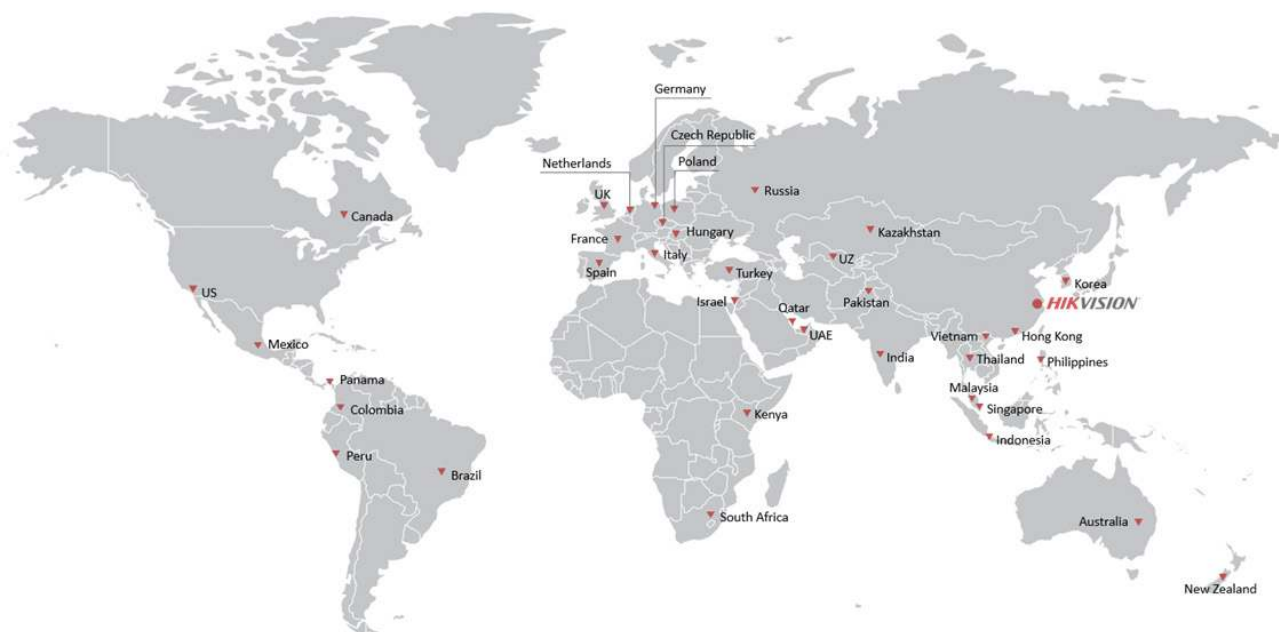 Germany
Czech Republic
Netherlands
Poland
UK
Russia
Canada
Kazakhstan
France
Hungary
Italy
UZ
Spain
Turkey
US
Israel
Pakistan
Korea
Qatar
HIKVISION
UAE
Vietnam
Hong Kong
Mexico
India
Thailand
Philippines
Panama
Malaysia
Colombia
Singapore
Kenya
Indonesia
Peru
Brazil
South Africa
Australia
New Zealand